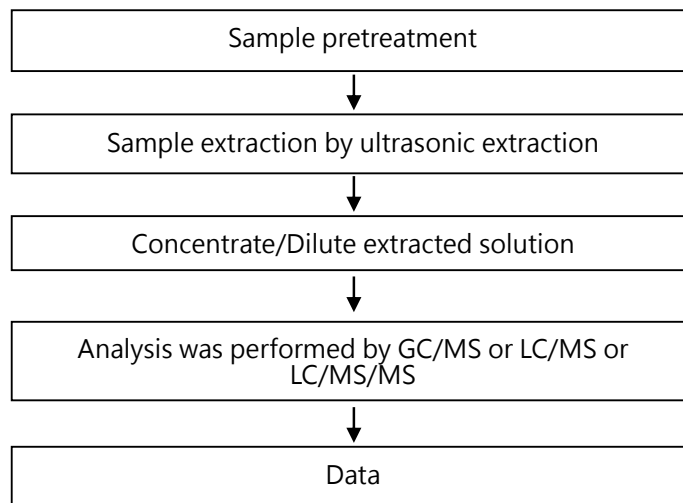 Sample pretreatment
Sample extraction by ultrasonic extraction
Concentrate/Dilute extracted solution
Analysis was performed by GC/MS or LC/MS or
LC/MS/MS
Data